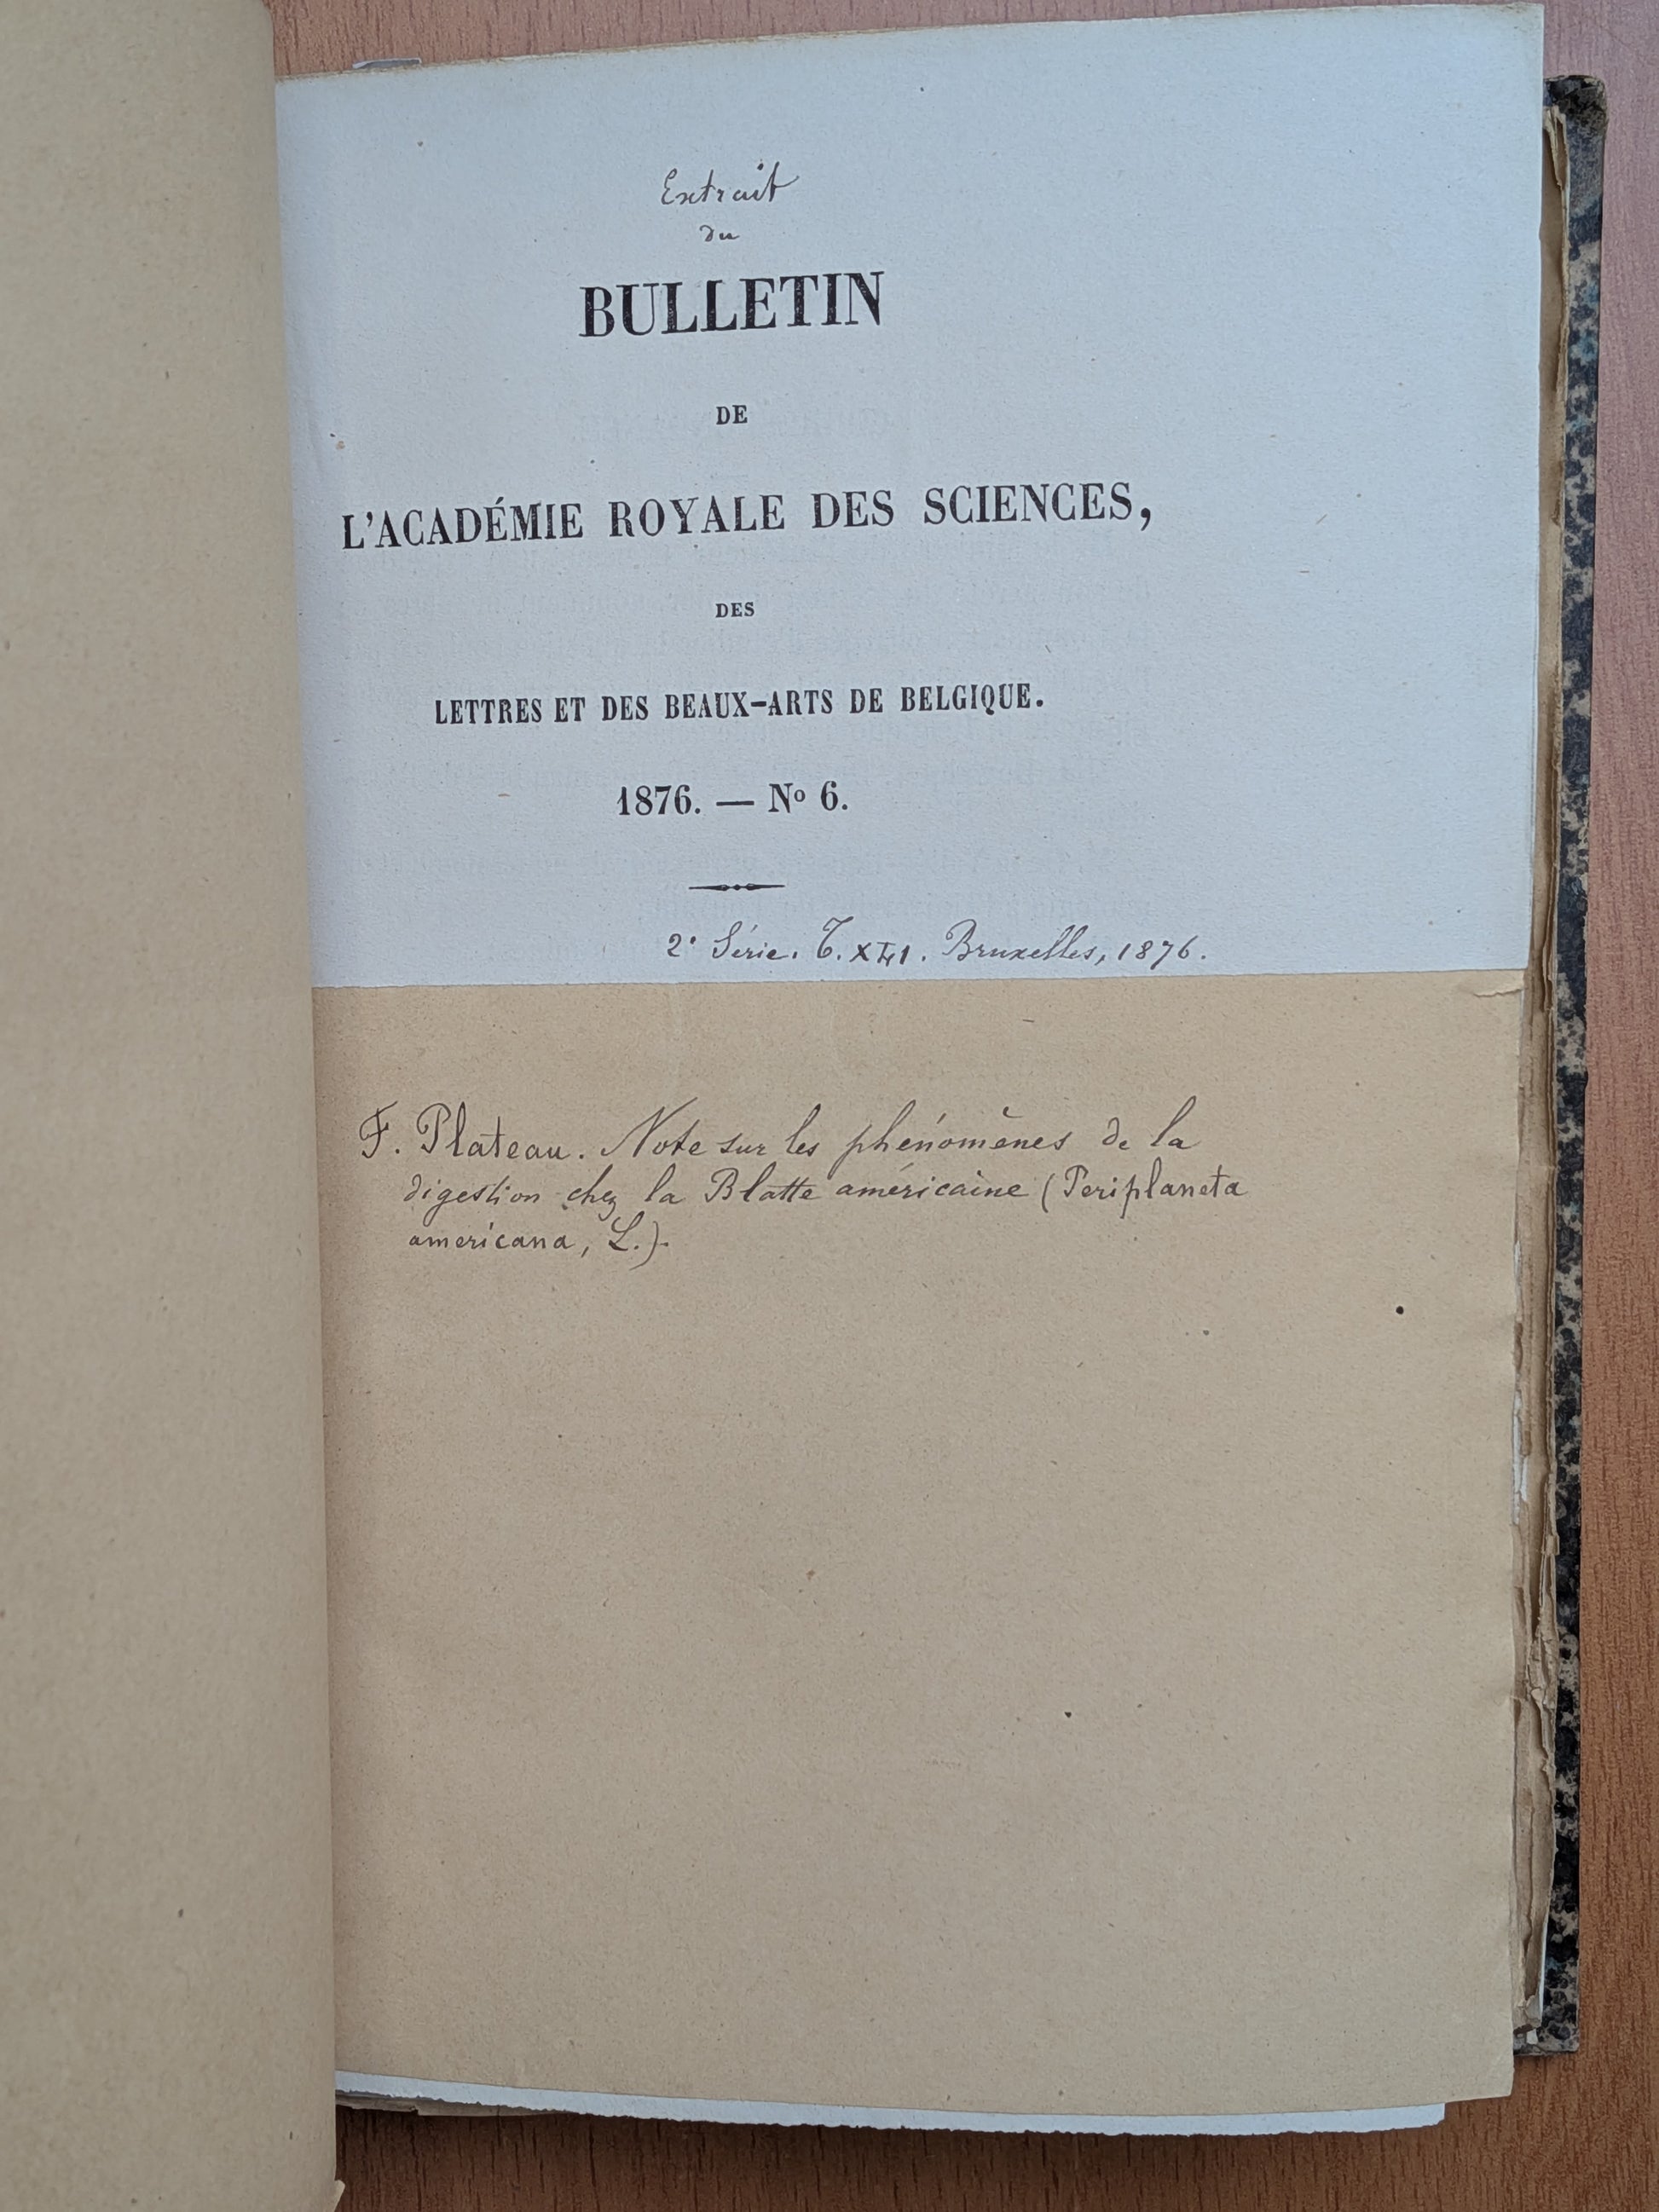 Extrait
du
BULLETIN
DE
L'ACADÉMIE ROYALE DES SCIENCES,
DES
LETTRES ET DES BEAUX-ARTS DE BELGIQUE.
1876. — Nº 6.
2e Série. T. XLI. Bruxelles, 1876.
F. Plateau. Note sur les phénomènes de la
digestion chez la Blatte américaine (Periplaneta
americana, L.).